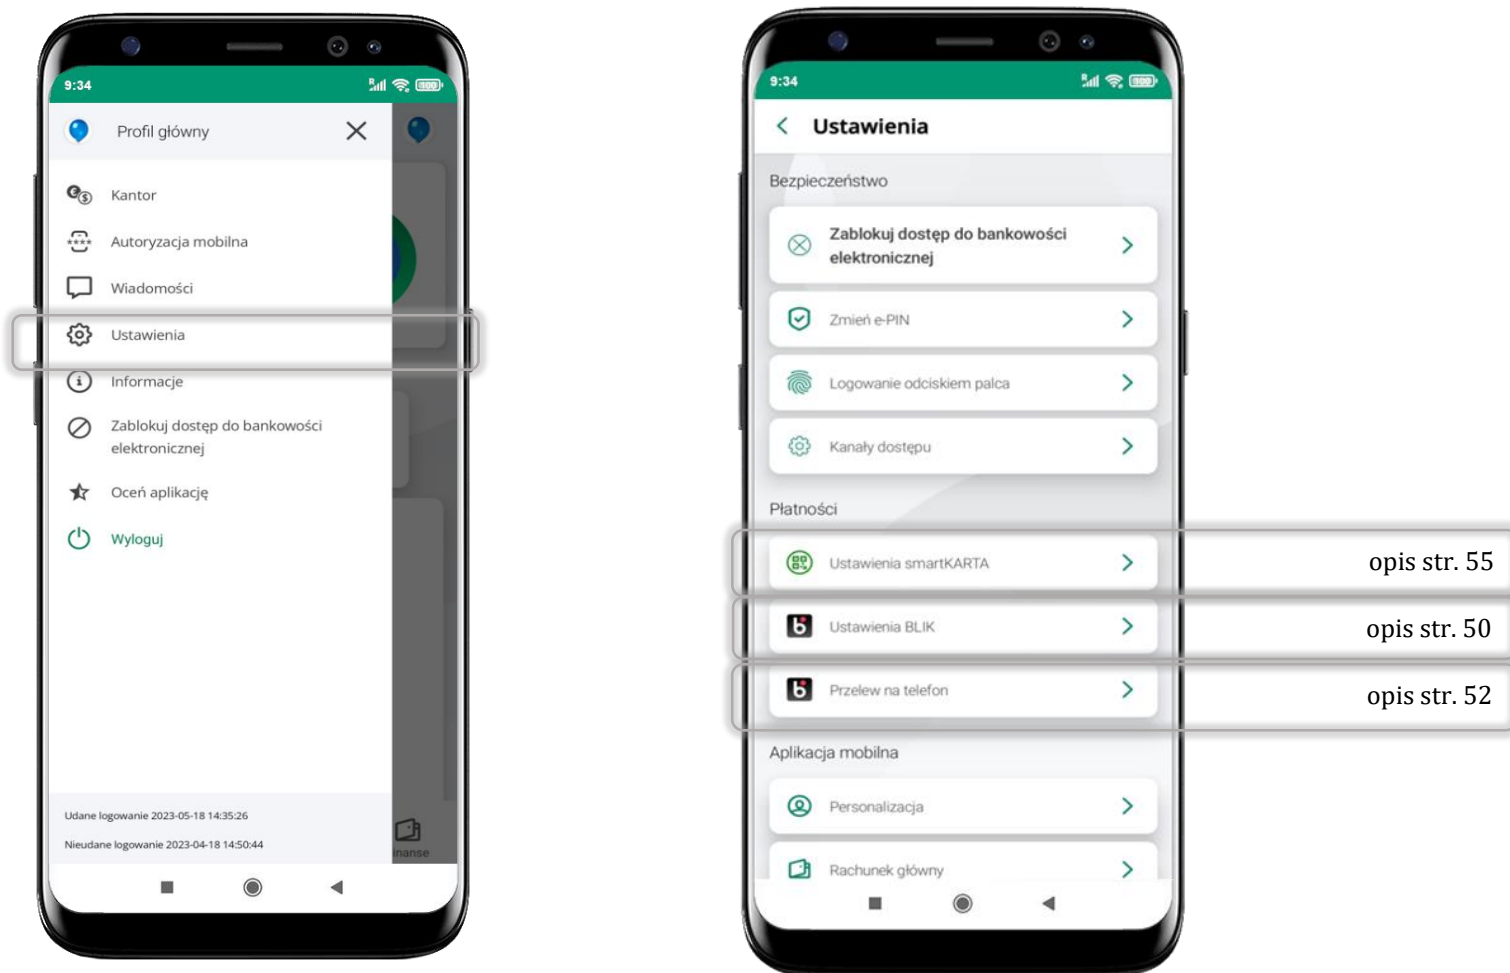 9:34
Profil główny
Kantor
Autoryzacja mobilna
Wiadomości
Ustawienia
Informacje
Zablokuj dostęp do bankowości
elektronicznej
Oceń aplikację
Wyloguj
Udane logowanie 2023-05-18 14:35:26
Nieudane logowanie 2023-04-18 14:50:44
inanse
9:34
Ustawienia
Bezpieczeństwo
Zablokuj dostęp do bankowości
elektronicznej
Zmień e-PIN
Logowanie odciskiem palca
Kanały dostępu
Płatności
Ustawienia smartKARTA
opis str. 55
Ustawienia BLIK
opis str. 50
Przelew na telefon
opis str. 52
Aplikacja mobilna
Personalizacja
Rachunek główny